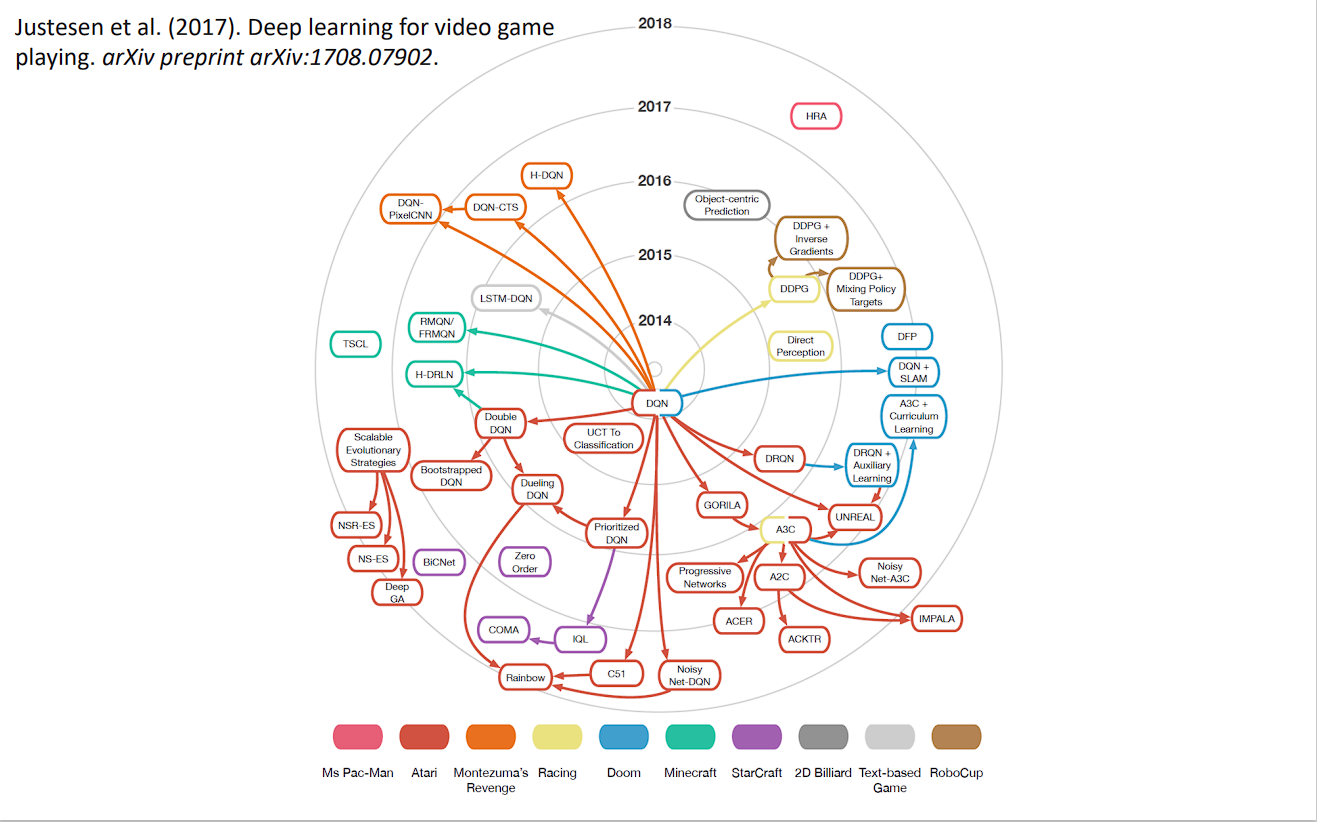 Justesen et al. (2017). Deep learning for video game
playing. arXiv preprint arXiv:1708.07902.
2018
2017
HRA
2016
H-DQN
DQN-
PixelCNN
DQN-CTS
Object-centric
Prediction
DDPG +
Inverse
Gradients
2015
DDPG
DDPG+
Mixing Policy
Targets
LSTM-DQN
2014
RMQN/
FRMQN
TSCL
Direct
Perception
DFP
H-DRLN
DQN +
SLAM
DQN
A3C +
Curriculum
Learning
Double
DQN
UCT To
Classification
Scalable
Evolutionary
Strategies
Bootstrapped
DQN
DRQN
DRQN +
Auxiliary
Learning
Dueling
DQN
GORILA
UNREAL
NSR-ES
Prioritized
DQN
A3C
NS-ES
BiCNet
Zero
Order
Progressive
Networks
A2C
Noisy
Net-A3C
Deep
GA
ACER
IMPALA
COMA
IQL
ACKTR
Rainbow
C51
Noisy
Net-DQN
Ms Pac-Man
Atari
Montezuma's
Revenge
Racing
Doom
Minecraft
StarCraft
2D Billiard
Text-based
Game
RoboCup